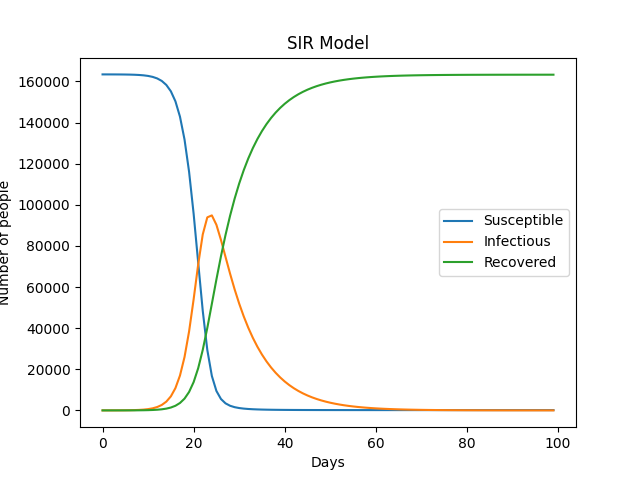 SIR Model
160000
140000
120000
100000
80000
60000
40000
20000
0
Number of people
Susceptible
Infectious
Recovered
0 20 40 60 80 100
Days